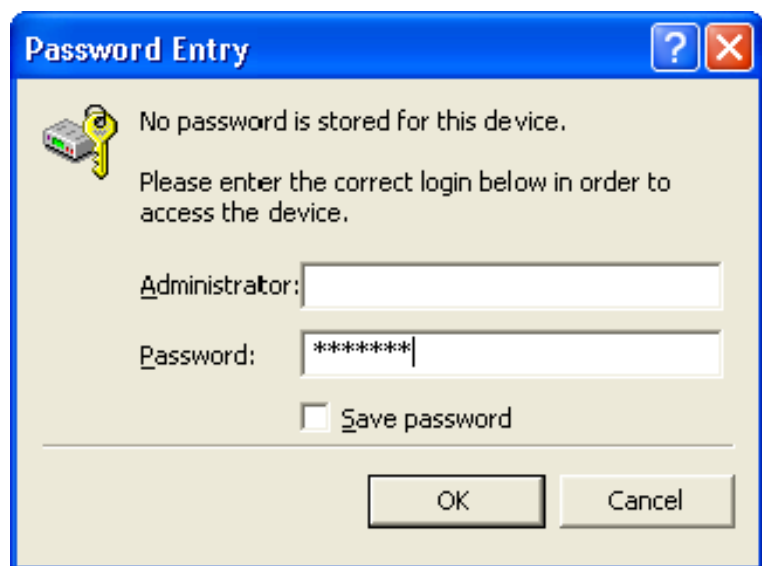 Password Entry
No password is stored for this device.
Please enter the correct login below in order to
access the device.
Administrator:
Password: *******
Save password
OK Cancel